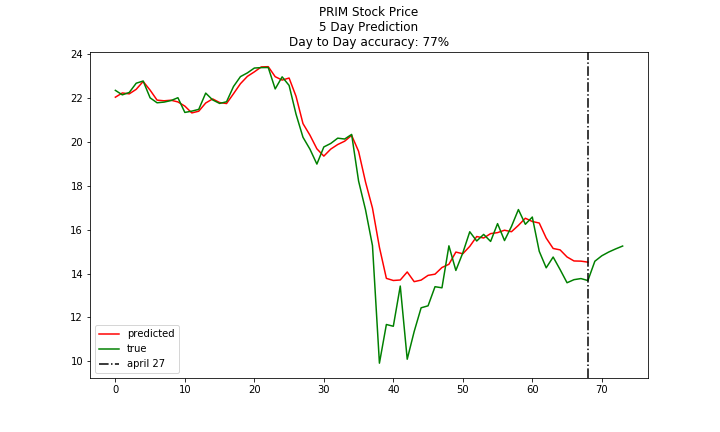 PRIM Stock Price
5 Day Prediction
Day to Day accuracy: 77%
24
22
20
18
16
14
12
10
predicted
true
april 27
0 10 20 30 40 50 60 70